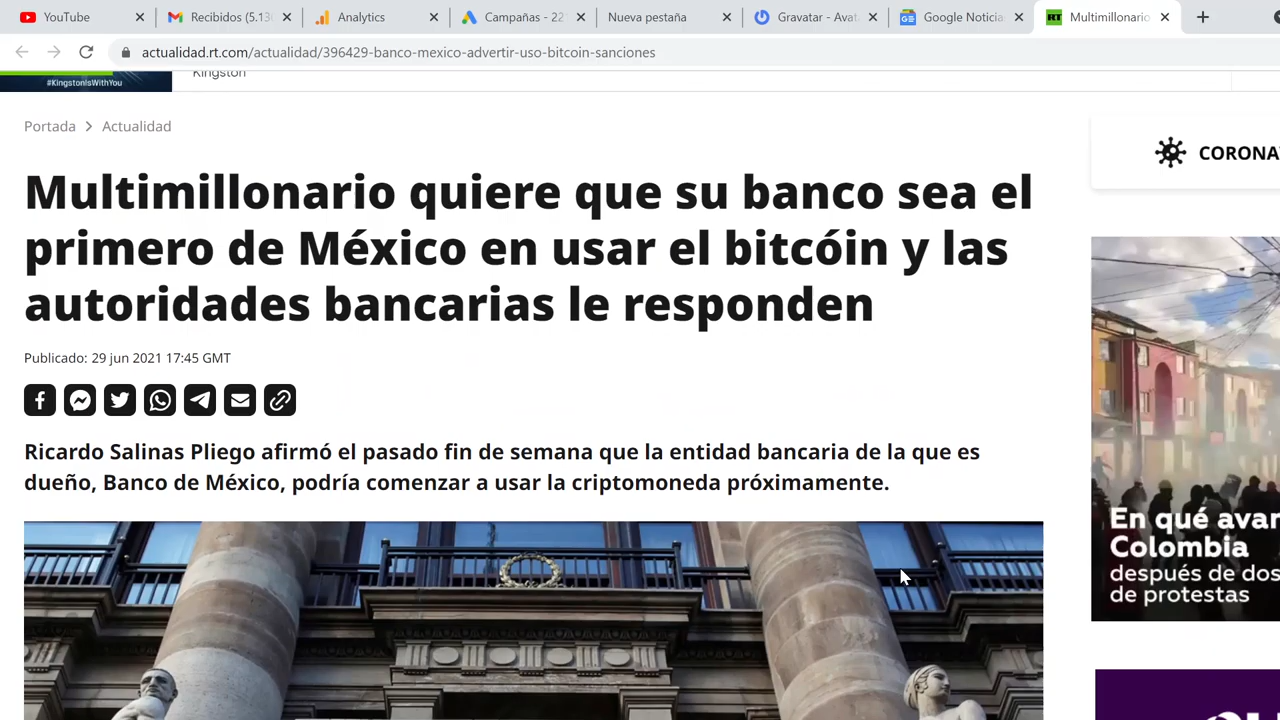 YouTube
Recibidos (5.13
Analytics
Campañas - 22
Nueva pestaña
Gravatar - Avat
Google Noticia
RT
Multimillonario
actualidad.rt.com/actualidad/396429-banco-mexico-advertir-uso-bitcoin-sanciones
#KingstonIsWithYou
Kingston
Portada
Actualidad
CORONA
Multimillonario quiere que su banco sea el
primero de México en usar el bitcóin y las
autoridades bancarias le responden
Publicado: 29 jun 2021 17:45 GMT
Ricardo Salinas Pliego afirmó el pasado fin de semana que la entidad bancaria de la que es
dueño, Banco de México, podría comenzar a usar la criptomoneda próximamente.
En qué avan
Colombia
después de dos
de protestas